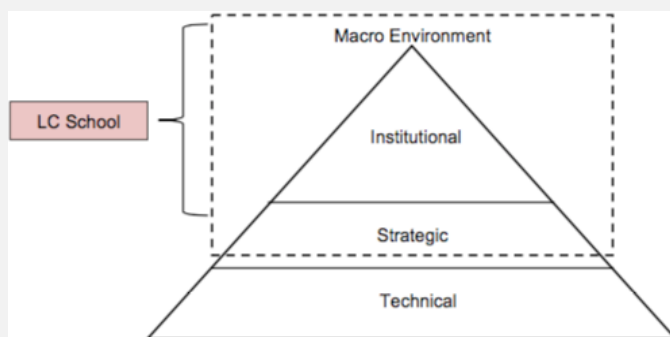 Macro Environment
LC School
Institutional
Strategic
Technical